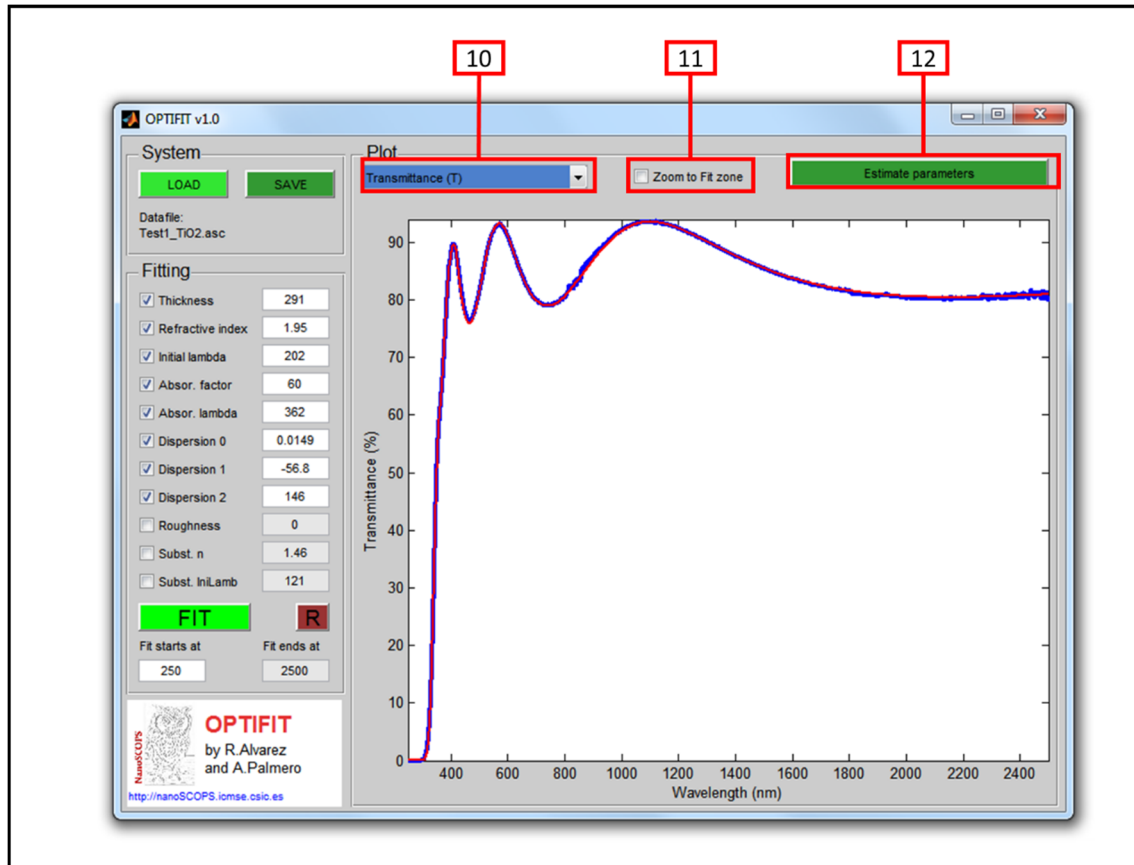 10
11
12
OPTIFIT v1.0
System
LOAD
SAVE
Datafile:
Test1_TiO2.asc
Fitting
Thickness 291
Refractive index 1.95
Initial lambda 202
Absor. factor 60
Absor. lambda 362
Dispersion 0 0.0149
Dispersion 1 -56.8
Dispersion 2 146
Roughness 0
Subst. n 1.46
Subst. IniLamb 121
FIT
R
Fit starts at
Fit ends at
250
2500
NanoSCOPS
OPTIFIT
by R.Alvarez
and A.Palmero
http://nanoSCOPS.icmse.csic.es
Plot
Transmittance (T)
Zoom to Fit zone
Estimate parameters
Transmittance (%)
90
80
70
60
50
40
30
20
10
0
400 600 800 1000 1200 1400 1600 1800 2000 2200 2400
Wavelength (nm)